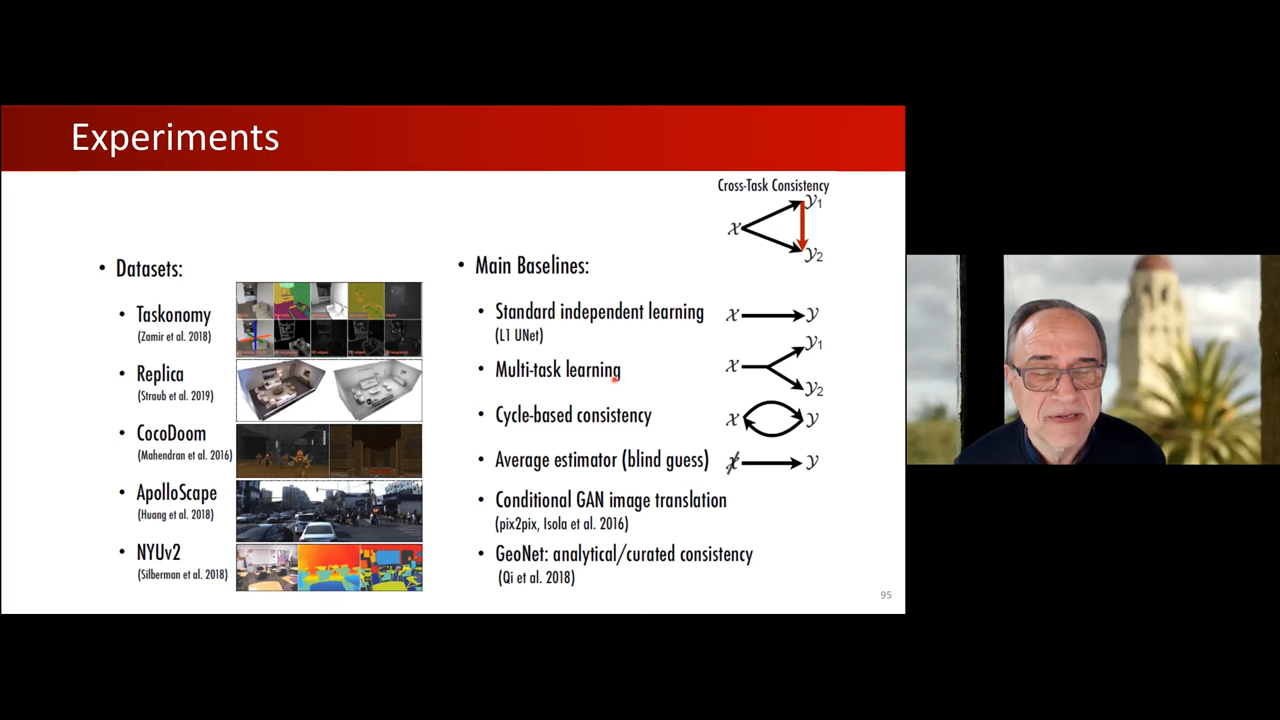 Experiments
Cross-Task Consistency
𝒳
𝒴1
𝒴2
• Datasets:
• Taskonomy
(Zamir et al. 2018)
• Replica
(Straub et al. 2019)
• CocoDoom
(Mahendran et al. 2016)
• ApolloScape
(Huang et al. 2018)
• NYUv2
(Silberman et al. 2018)
• Main Baselines:
• Standard independent learning
(L1 UNet)
𝒳 𝒴
• Multi-task learning
𝒳
𝒴1
𝒴2
• Cycle-based consistency
𝒳 𝒴
• Average estimator (blind guess)
𝒳 𝒴
• Conditional GAN image translation
(pix2pix, Isola et al. 2016)
• GeoNet: analytical/curated consistency
(Qi et al. 2018)
95